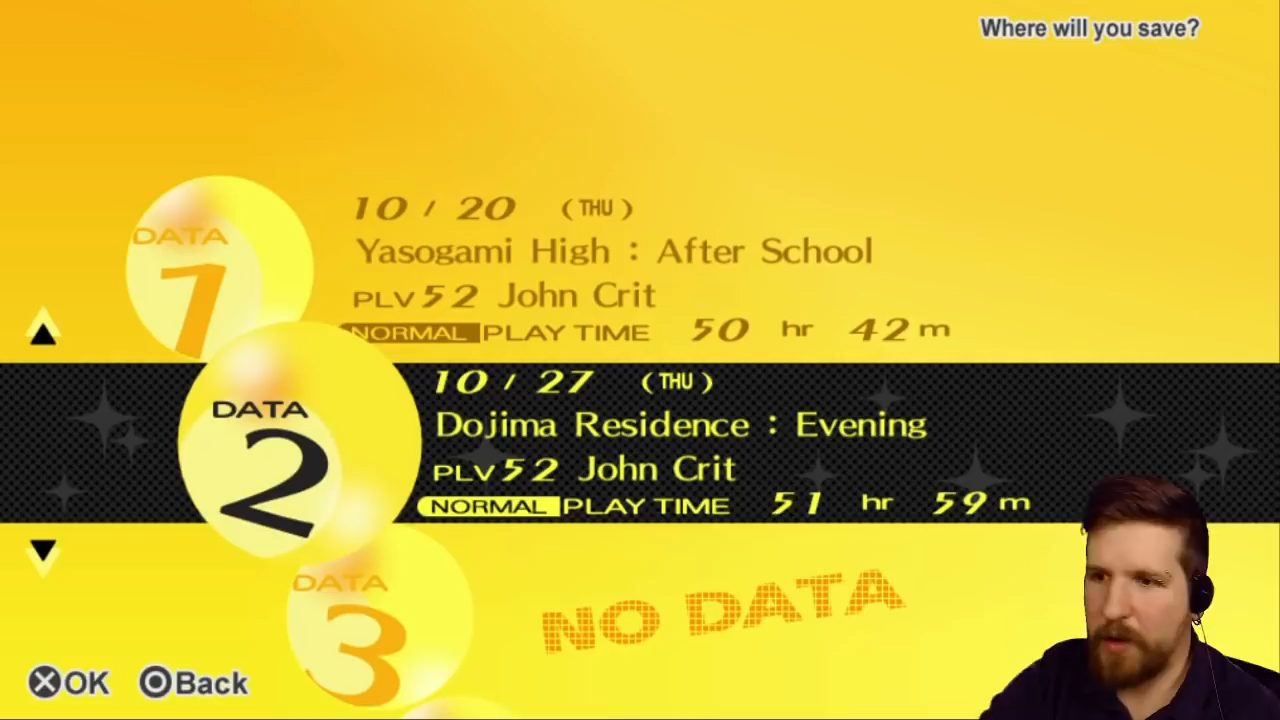 Where will you save?
DATA 1
10 / 20 (THU)
Yasogami High : After School
PLV 52 John Crit
NORMAL PLAY TIME 50 hr 42 m
DATA 2
10 / 27 (THU)
Dojima Residence : Evening
PLV 52 John Crit
NORMAL PLAY TIME 51 hr 59 m
DATA 3
NO DATA
OK Back